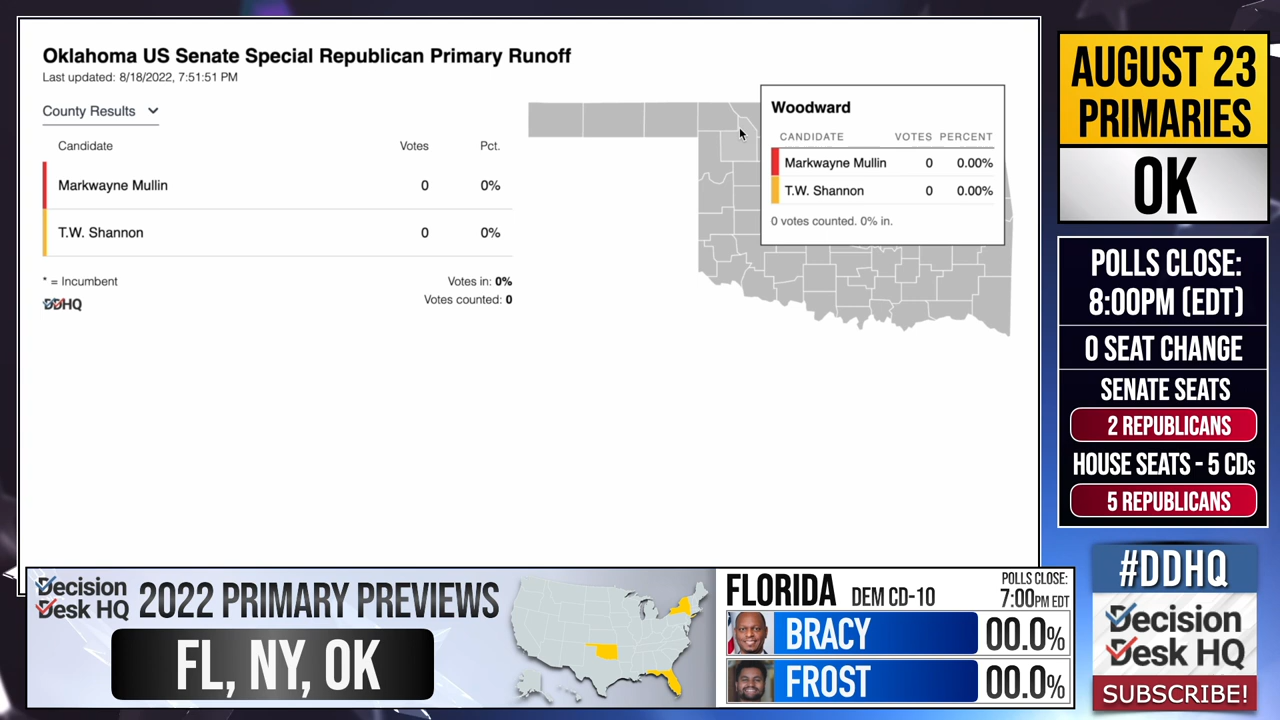 Oklahoma US Senate Special Republican Primary Runoff
Last updated: 8/18/2022, 7:51:51 PM
County Results
Candidate Votes Pct.
Markwayne Mullin 0 0%
T.W. Shannon 0 0%
* = Incumbent Votes in: 0%
DDHQ Votes counted: 0
Woodward
CANDIDATE VOTES PERCENT
Markwayne Mullin 0 0.00%
T.W. Shannon 0 0.00%
0 votes counted. 0% in.
AUGUST 23
PRIMARIES
OK
POLLS CLOSE:
8:00PM (EDT)
0 SEAT CHANGE
SENATE SEATS
2 REPUBLICANS
HOUSE SEATS - 5 CDs
5 REPUBLICANS
Decision
Desk HQ
2022 PRIMARY PREVIEWS
FL, NY, OK
FLORIDA DEM CD-10
POLLS CLOSE:
7:00PM EDT
BRACY 00.0%
FROST 00.0%
#DDHQ
Decision
Desk HQ
SUBSCRIBE!